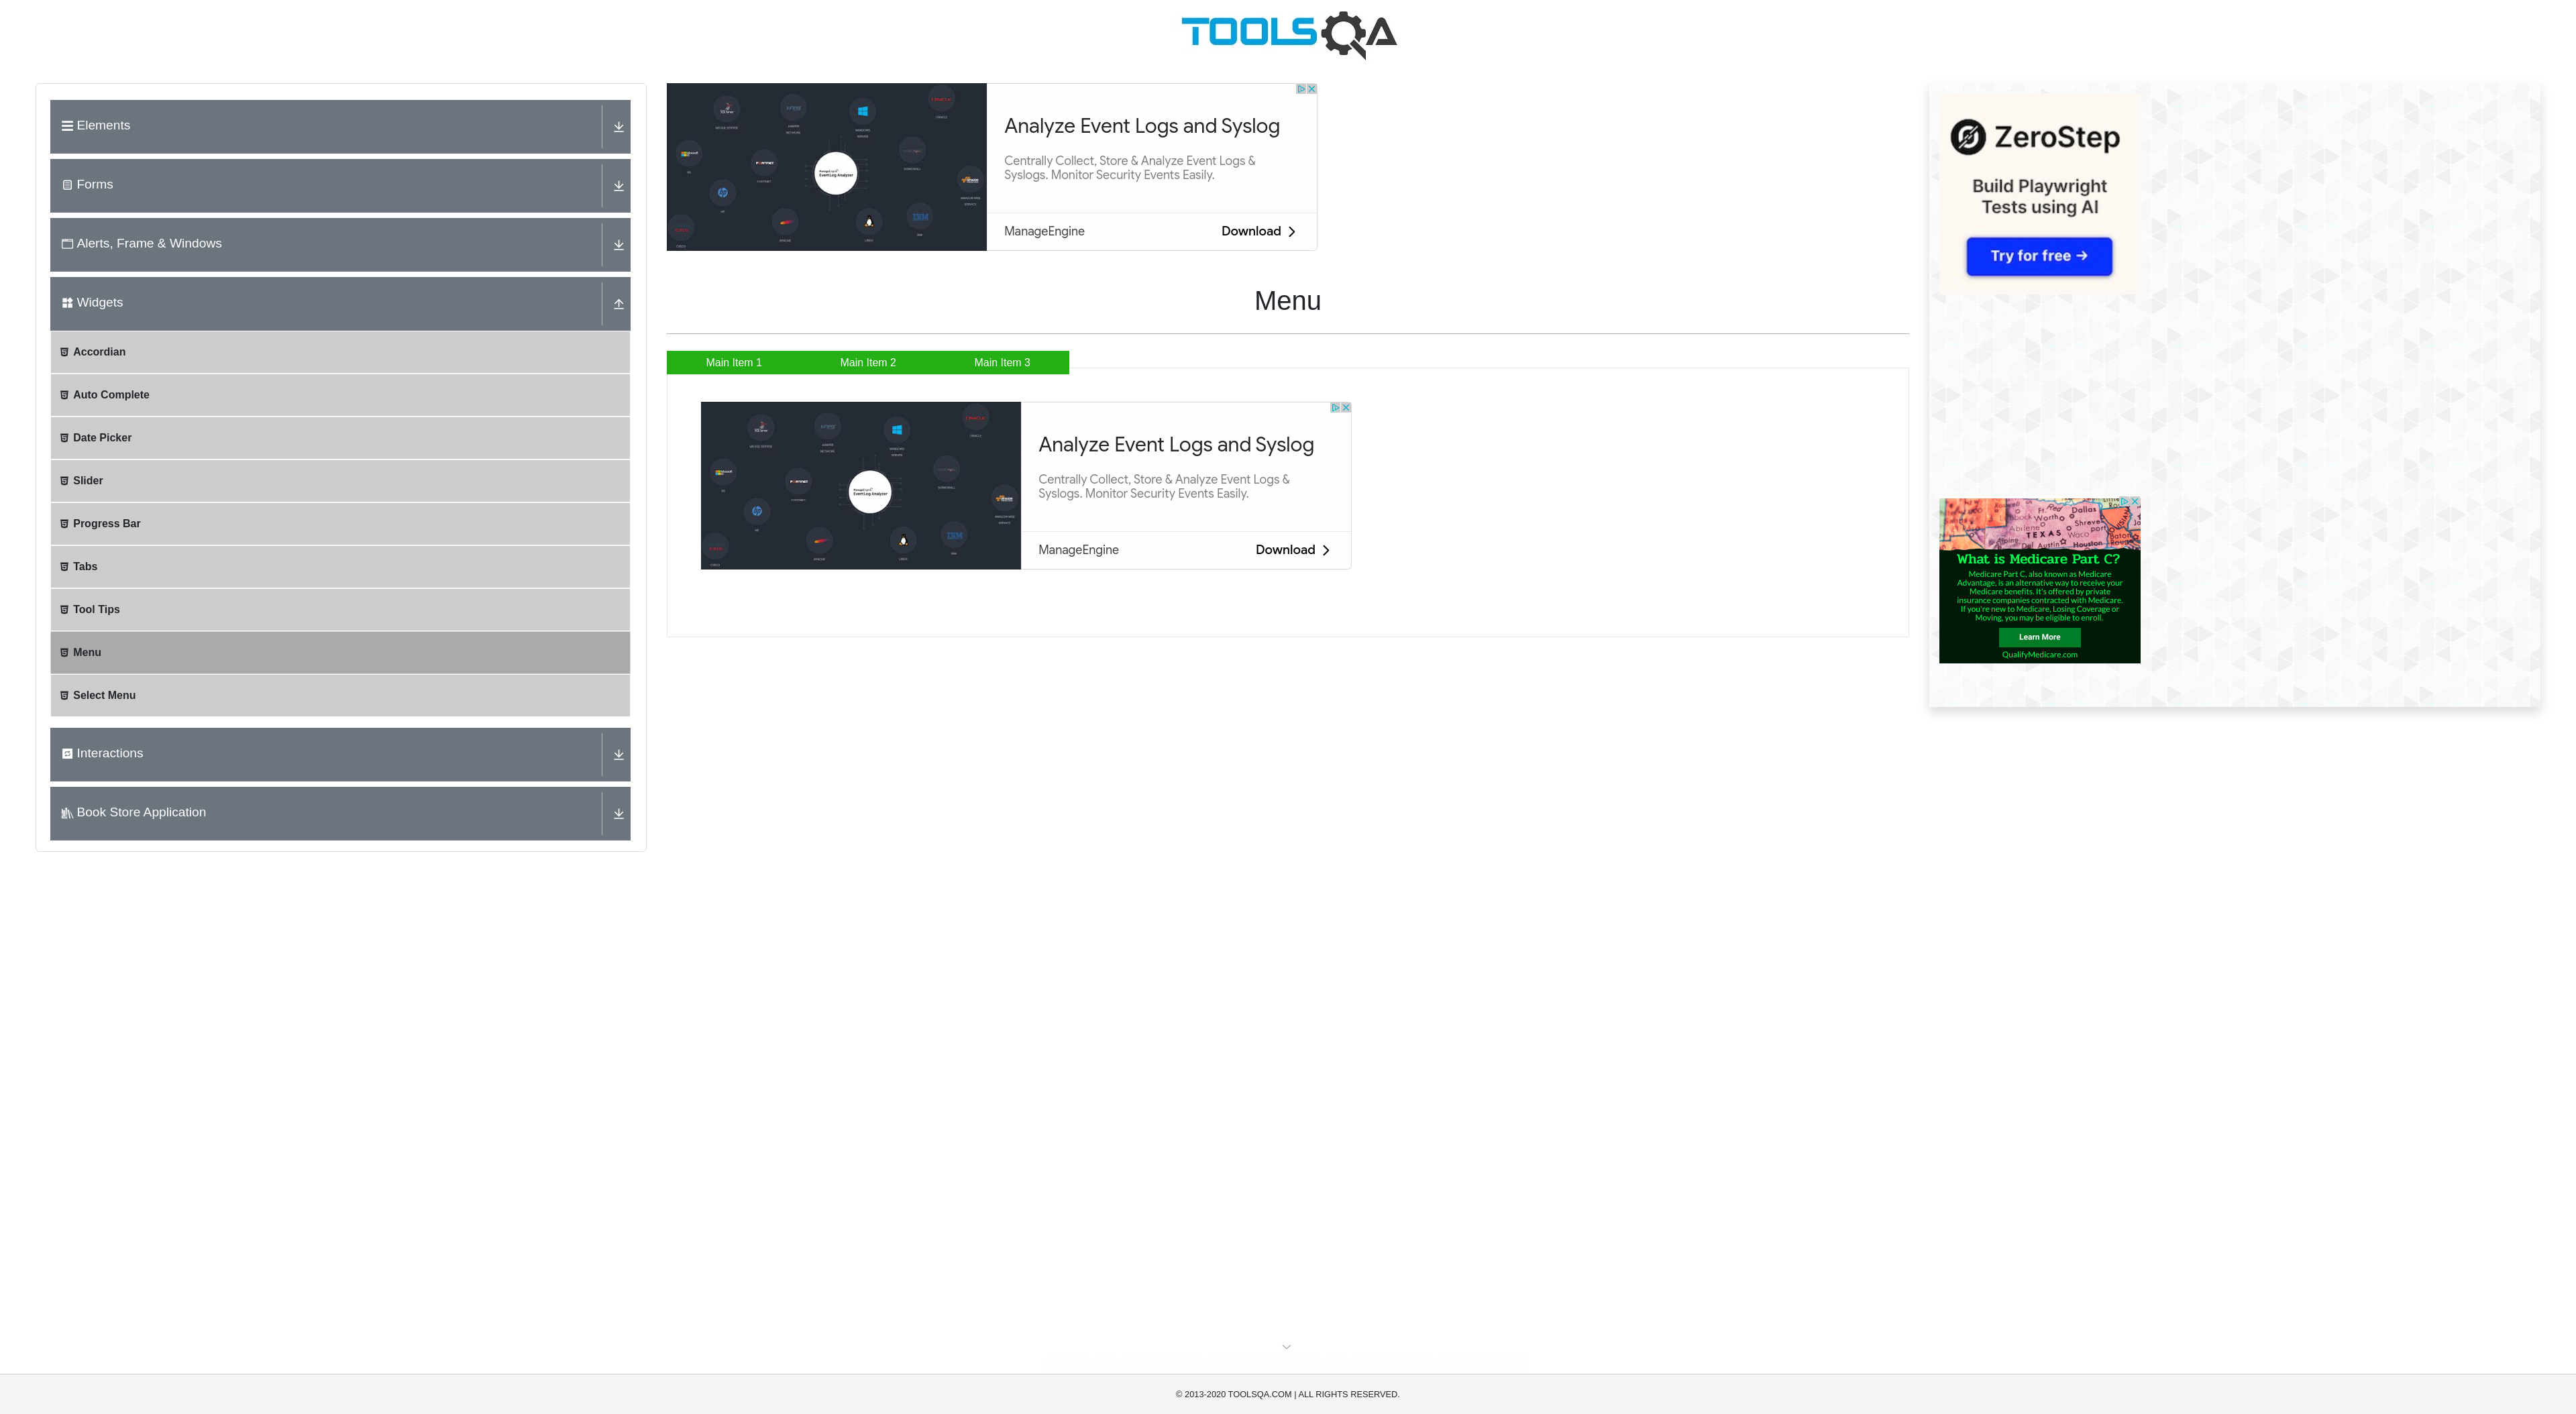 TOOLSQA
Elements
Forms
Alerts, Frame & Windows
Widgets
Accordian
Auto Complete
Date Picker
Slider
Progress Bar
Tabs
Tool Tips
Menu
Select Menu
Interactions
Book Store Application
Analyze Event Logs and Syslog
Centrally Collect, Store & Analyze Event Logs &
Syslogs. Monitor Security Events Easily.
ManageEngine
Download
Menu
Main Item 1
Main Item 2
Main Item 3
Analyze Event Logs and Syslog
Centrally Collect, Store & Analyze Event Logs &
Syslogs. Monitor Security Events Easily.
ManageEngine
Download
ZeroStep
Build Playwright
Tests using AI
Try for free →
What is Medicare Part C?
Medicare Part C, also known as Medicare
Advantage, is an alternative way to receive your
Medicare benefits. It's offered by private
insurance companies contracted with Medicare.
If you're new to Medicare, Losing Coverage or
Moving, you may be eligible to enroll.
Learn More
QualifyMedicare.com
© 2013-2020 TOOLSQA.COM | ALL RIGHTS RESERVED.